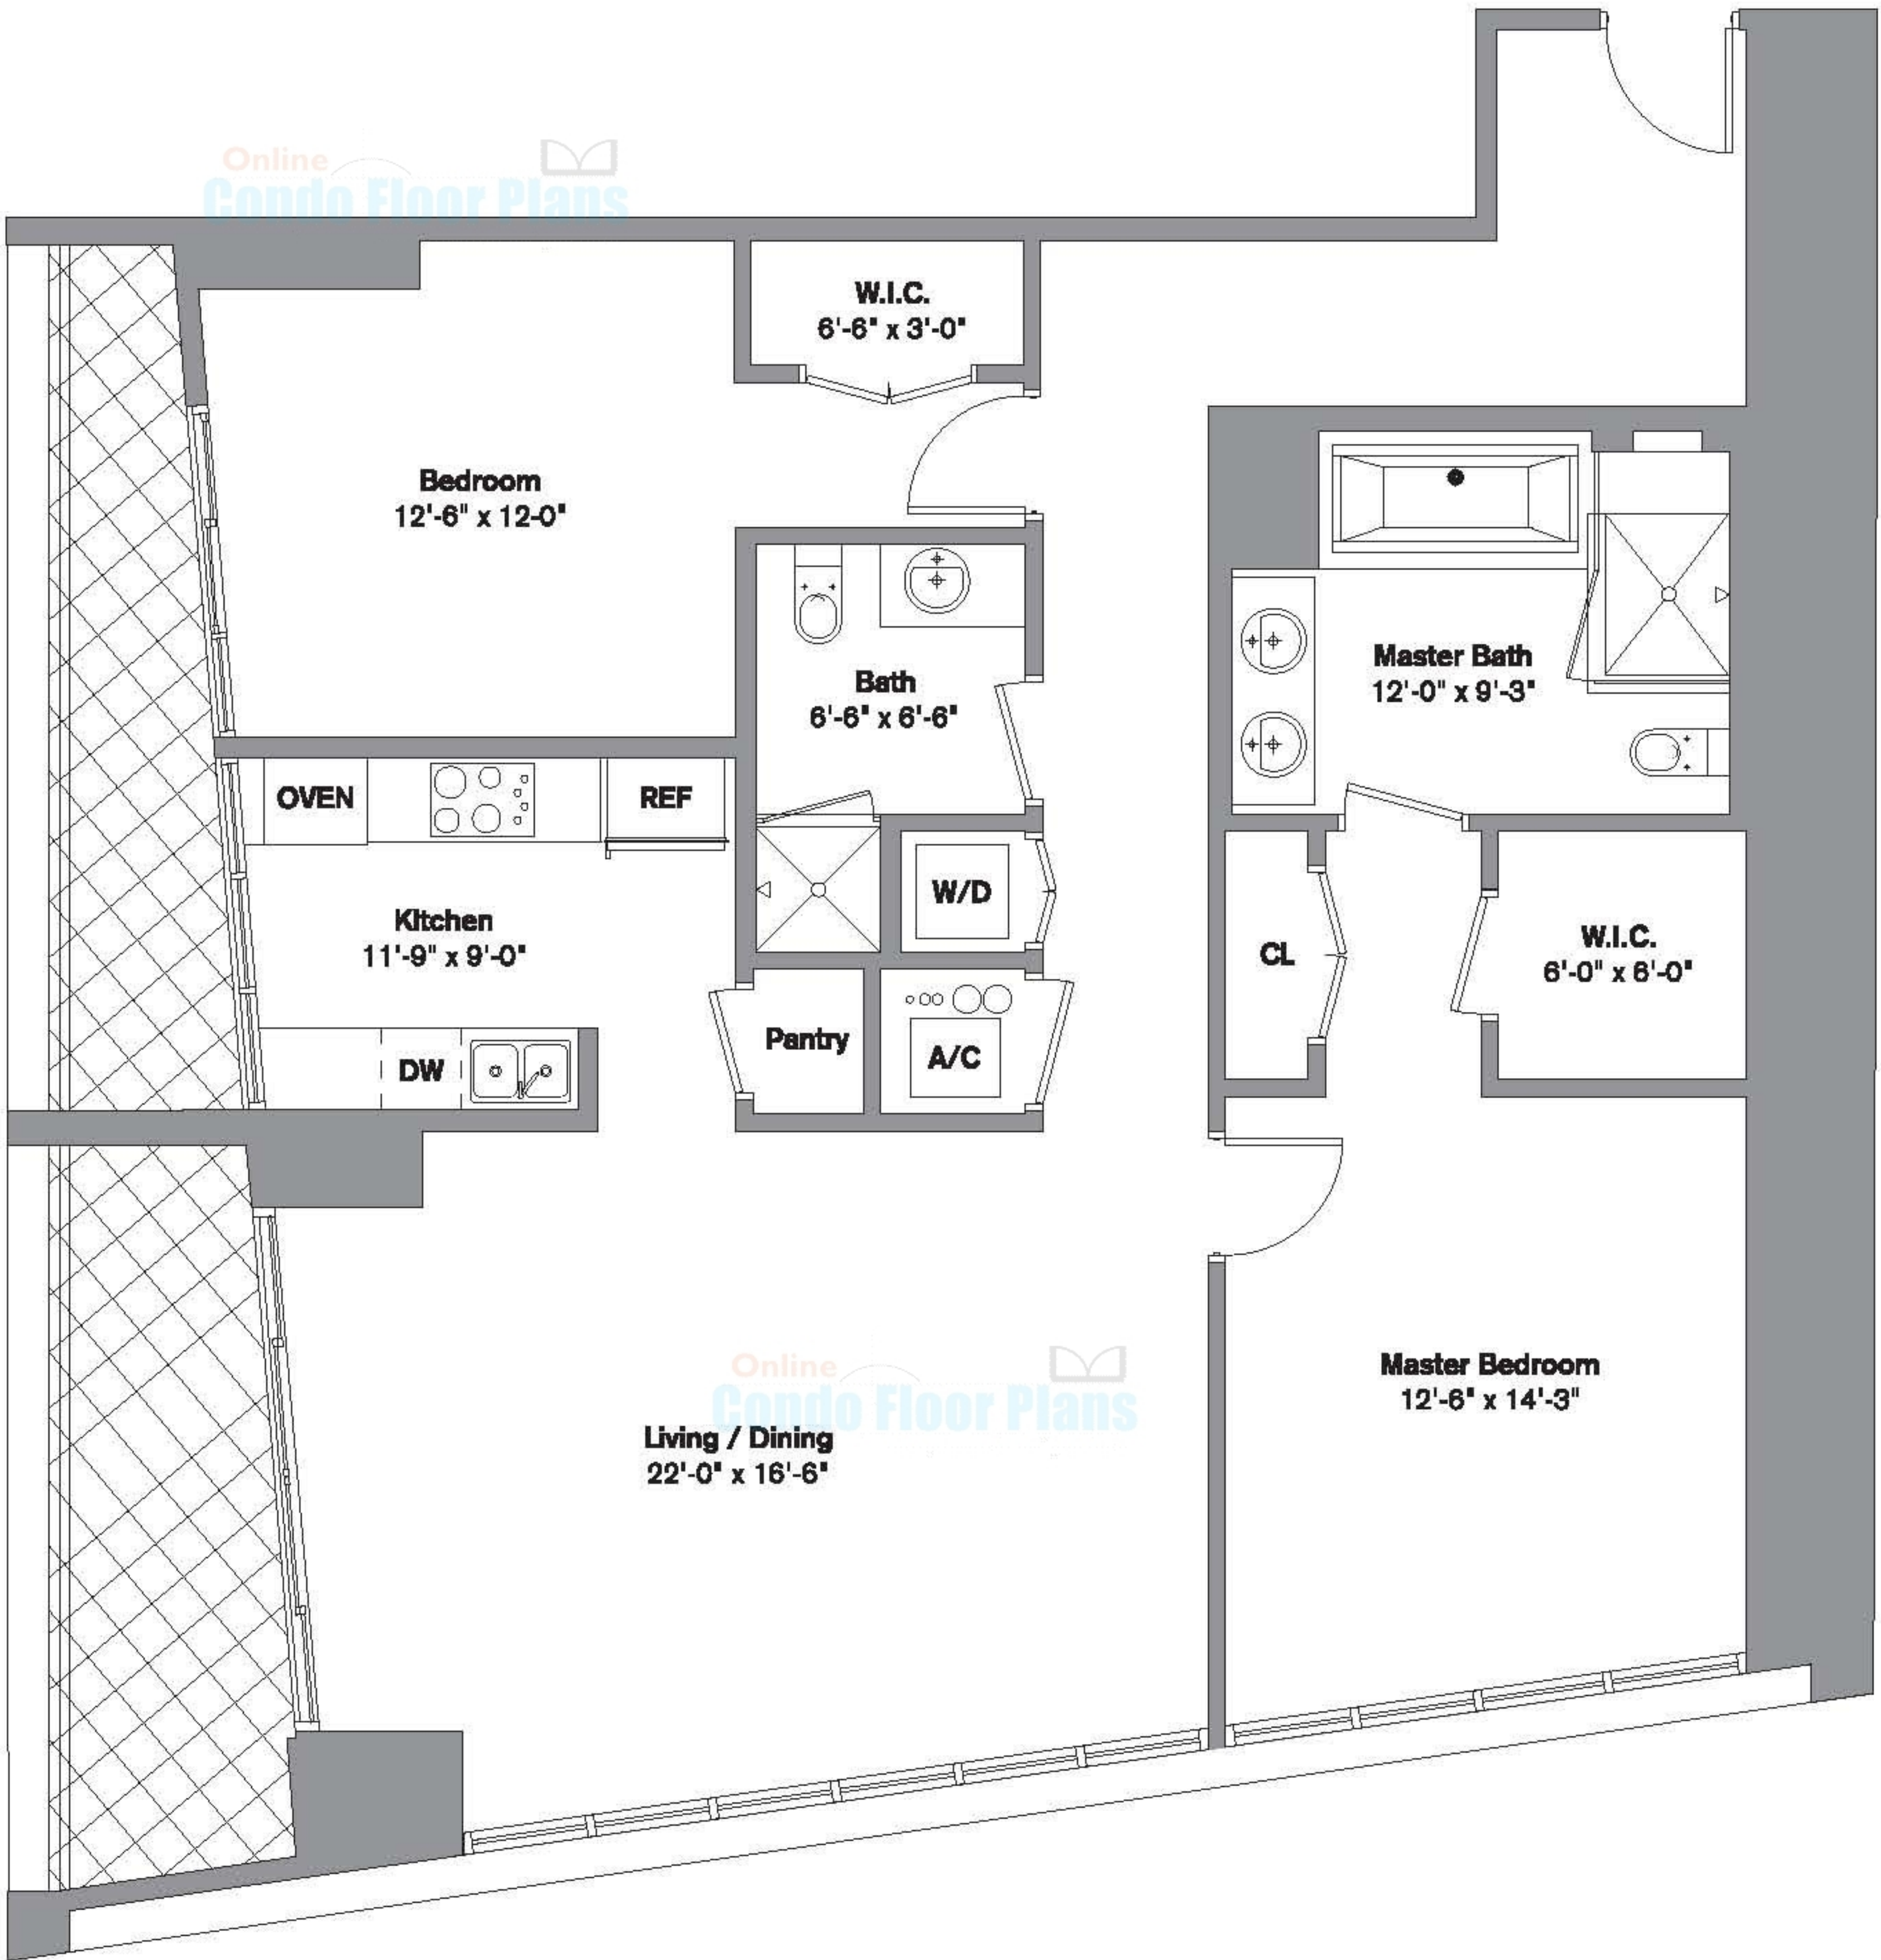 Online
Condo Floor Plans
W.I.C.
6'-6" x 3'-0"
Bedroom
12'-6" x 12-0"
Bath
6'-6" x 6'-6"
Master Bath
12'-0" x 9'-3"
OVEN
REF
Kitchen
11'-9" x 9'-0"
W/D
CL
W.I.C.
6'-0" x 6'-0"
DW
Pantry
A/C
Online
Condo Floor Plans
Master Bedroom
12'-6" x 14'-3"
Living / Dining
22'-0" x 16'-6"